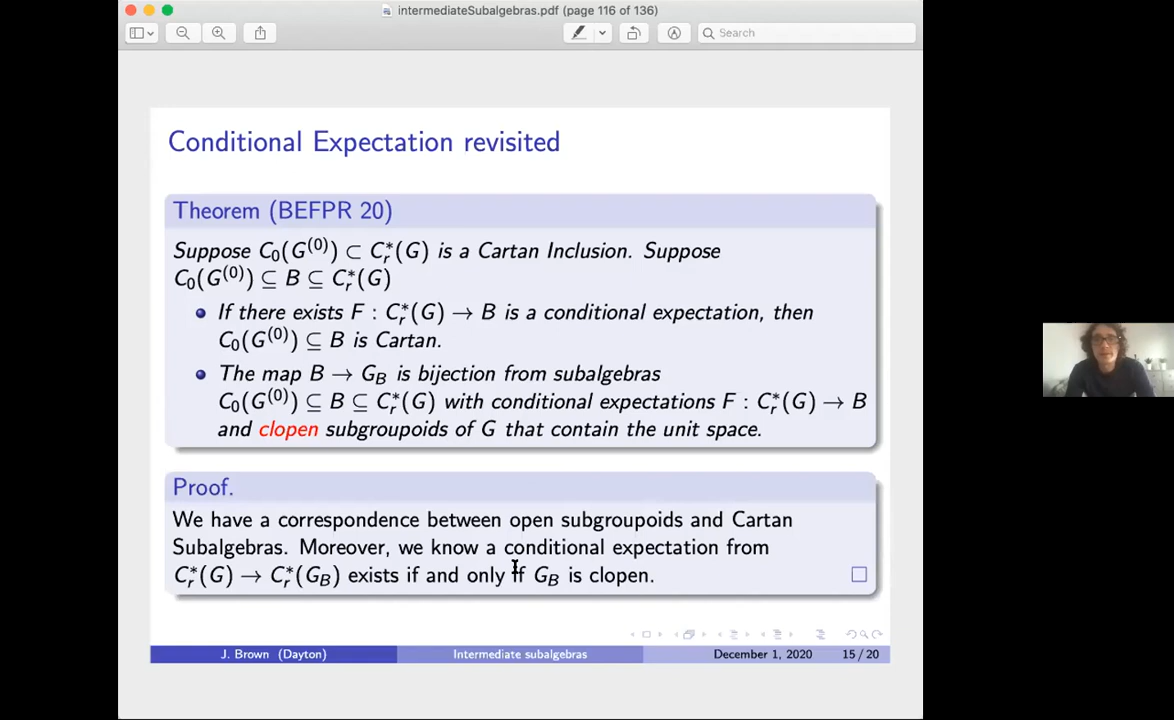 intermediateSubalgebras.pdf (page 116 of 136)
Search
Conditional Expectation revisited
Theorem (BEFPR 20)
Suppose C₀(G⁽⁰⁾) ⊂ C*ᵣ(G) is a Cartan Inclusion. Suppose
C₀(G⁽⁰⁾) ⊆ B ⊆ C*ᵣ(G)
• If there exists F : C*ᵣ(G) → B is a conditional expectation, then
C₀(G⁽⁰⁾) ⊆ B is Cartan.
• The map B → G_B is bijection from subalgebras
C₀(G⁽⁰⁾) ⊆ B ⊆ C*ᵣ(G) with conditional expectations F : C*ᵣ(G) → B
and clopen subgroupoids of G that contain the unit space.
Proof.
We have a correspondence between open subgroupoids and Cartan
Subalgebras. Moreover, we know a conditional expectation from
C*ᵣ(G) → C*ᵣ(G_B) exists if and only if G_B is clopen. □
J. Brown (Dayton) Intermediate subalgebras December 1, 2020 15 / 20